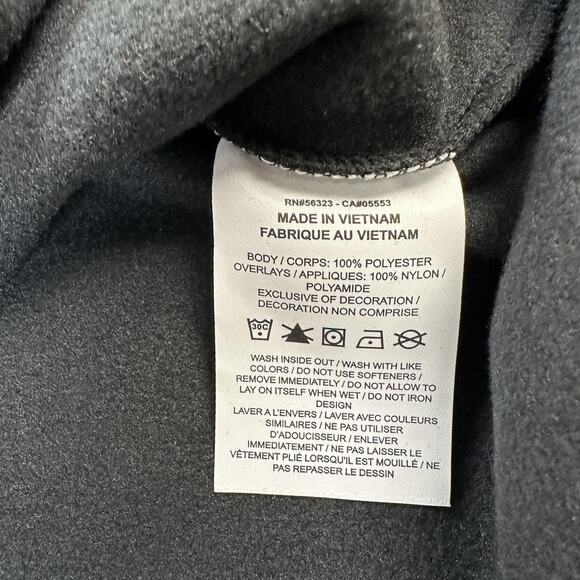 RN#56323 - CA#05553
MADE IN VIETNAM
FABRIQUE AU VIETNAM
BODY / CORPS: 100% POLYESTER
OVERLAYS / APPLIQUES: 100% NYLON /
POLYAMIDE
EXCLUSIVE OF DECORATION /
DECORATION NON COMPRISE
30C
WASH INSIDE OUT / WASH WITH LIKE
COLORS / DO NOT USE SOFTENERS /
REMOVE IMMEDIATELY / DO NOT ALLOW TO
LAY ON ITSELF WHEN WET / DO NOT IRON
DESIGN
LAVER A L'ENVERS / LAVER AVEC COULEURS
SIMILAIRES / NE PAS UTILISER
D'ADOUCISSEUR / ENLEVER
IMMEDIATEMENT / NE PAS LAISSER LE
VÊTEMENT PLIÉ LORSQU'IL EST MOUILLÉ / NE
PAS REPASSER LE DESSIN